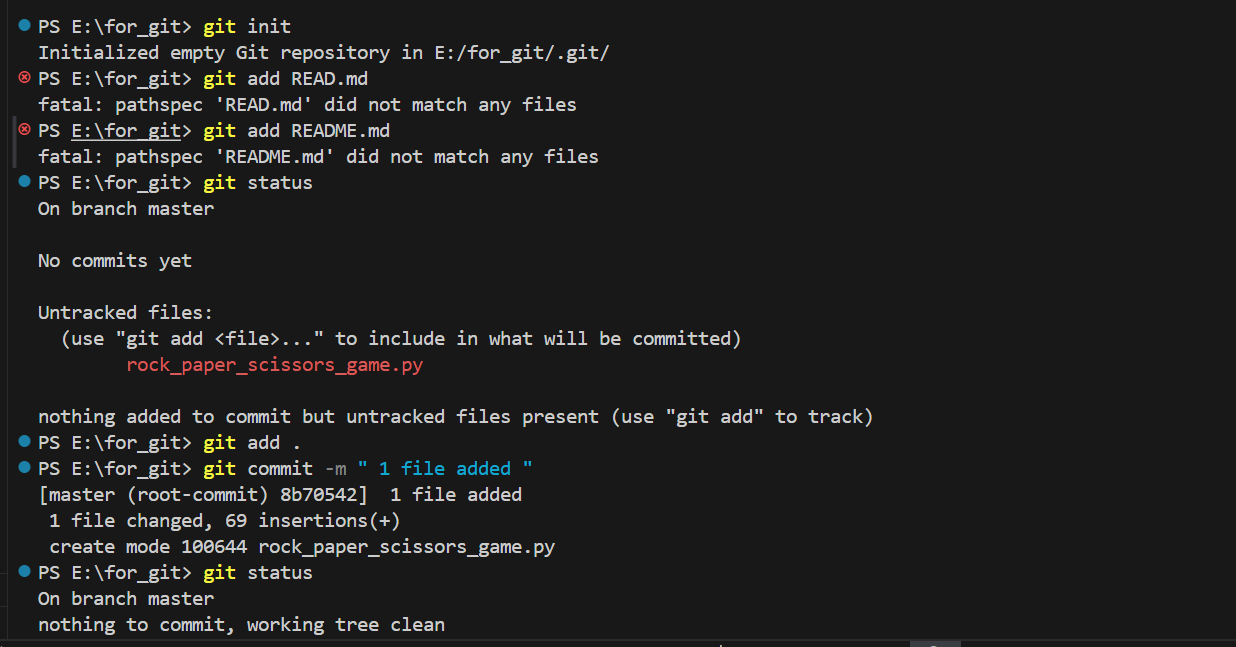 PS E:\for_git> git init
Initialized empty Git repository in E:/for_git/.git/
PS E:\for_git> git add READ.md
fatal: pathspec 'READ.md' did not match any files
PS E:\for_git> git add README.md
fatal: pathspec 'README.md' did not match any files
PS E:\for_git> git status
On branch master
No commits yet
Untracked files:
(use "git add <file>..." to include in what will be committed)
rock_paper_scissors_game.py
nothing added to commit but untracked files present (use "git add" to track)
PS E:\for_git> git add .
PS E:\for_git> git commit -m " 1 file added "
[master (root-commit) 8b70542]  1 file added
1 file changed, 69 insertions(+)
create mode 100644 rock_paper_scissors_game.py
PS E:\for_git> git status
On branch master
nothing to commit, working tree clean